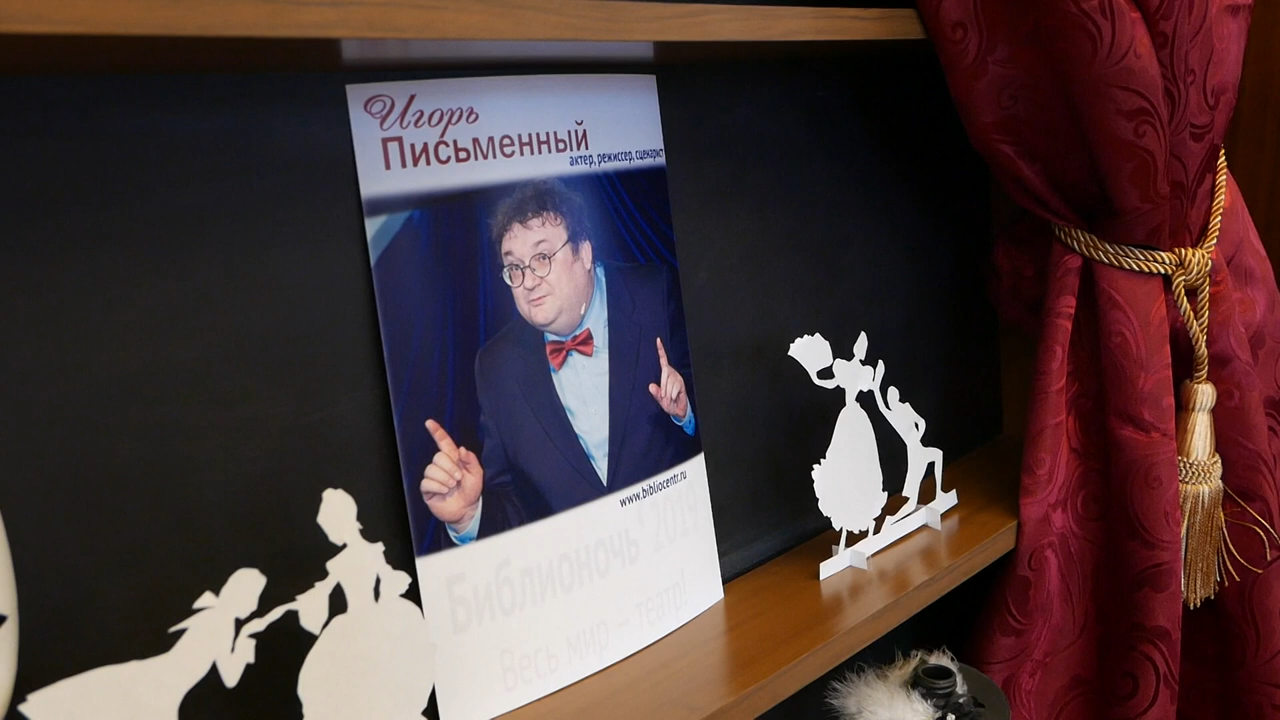 Игорь
Письменный
актер, режиссер, сценарист
www.bibliocentr.ru
Библионочь 2019
Весь мир – театр!